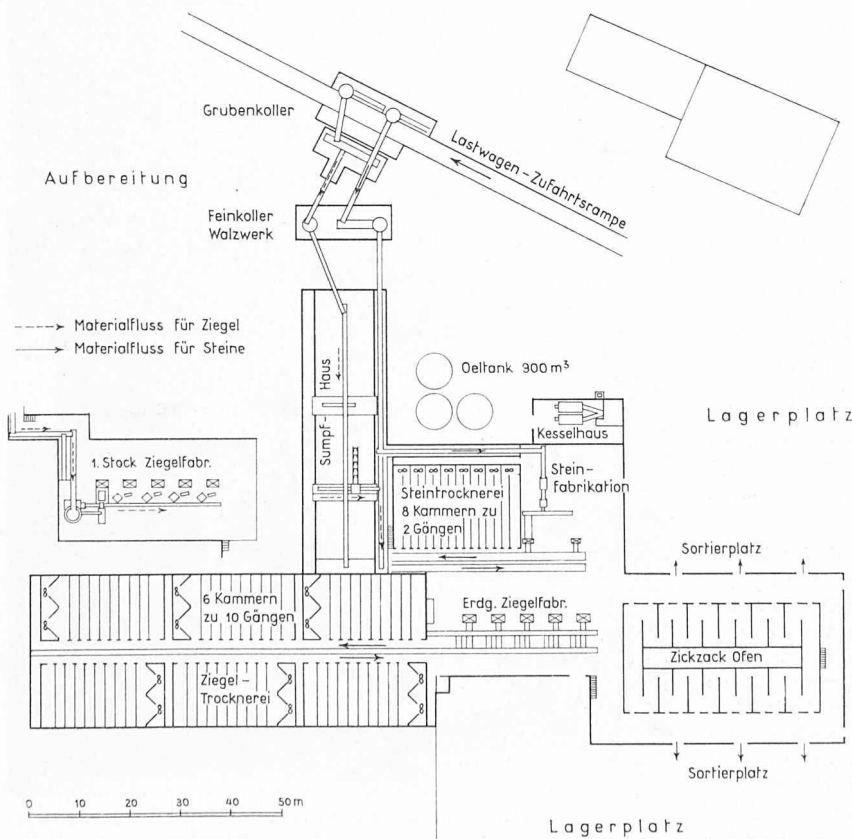 Grubenkoller
Lastwagen-Zufahrtsrampe
Aufbereitung
Feinkoller
Walzwerk
Materialfluss für Ziegel
Materialfluss für Steine
Sumpf-
Haus
Oeltank 900 m³
Kesselhaus
Lagerplatz
1. Stock Ziegelfabr.
Steintrocknerei
8 Kammern zu
2 Gängen
Stein-
fabrikation
Sortierplatz
6 Kammern
zu 10 Gängen
Erdg. Ziegelfabr.
Zickzack Ofen
Ziegel-
Trocknerei
Sortierplatz
0 10 20 30 40 50 m
Lagerplatz